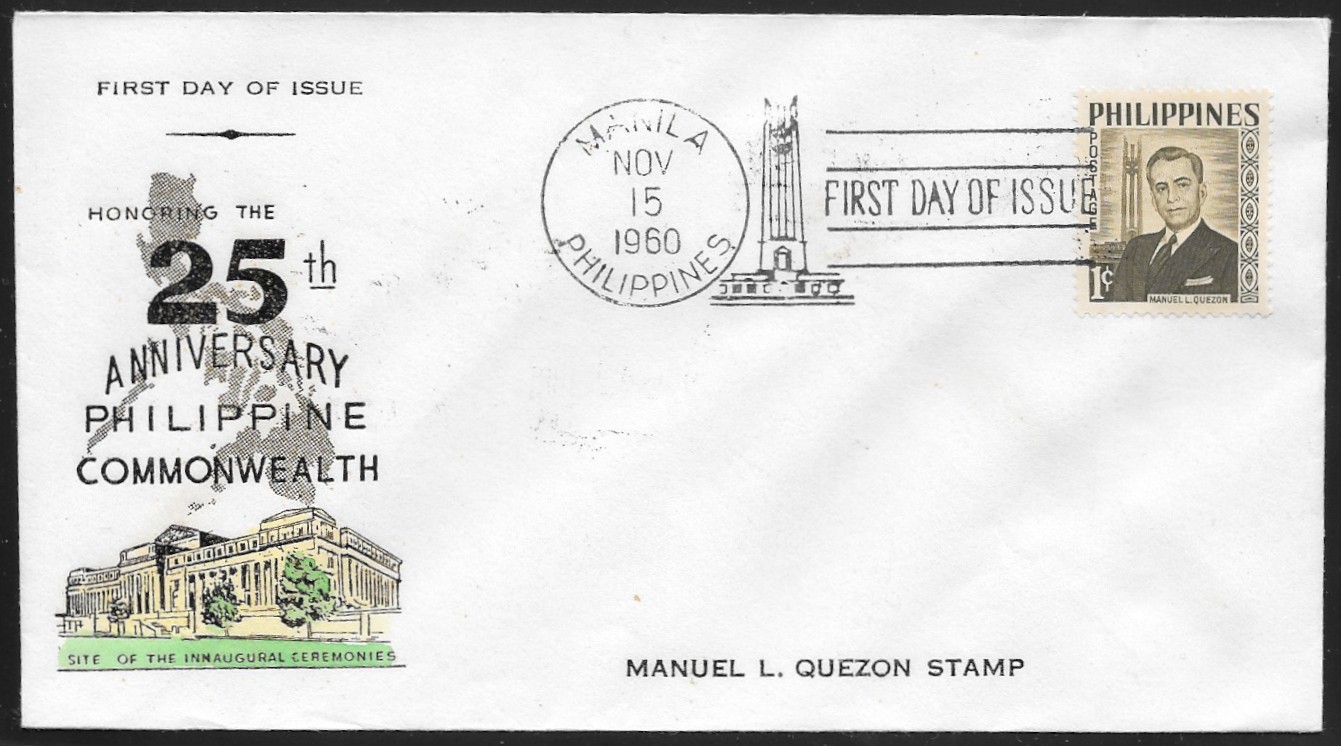 FIRST DAY OF ISSUE
HONORING THE
25th
ANNIVERSARY
PHILIPPINE
COMMONWEALTH
SITE OF THE INNAUGURAL CEREMONIES
MANILA
NOV
15
1960
PHILIPPINES
FIRST DAY OF ISSUE
PHILIPPINES
POSTAGE
1¢
MANUEL L. QUEZON
MANUEL L. QUEZON STAMP